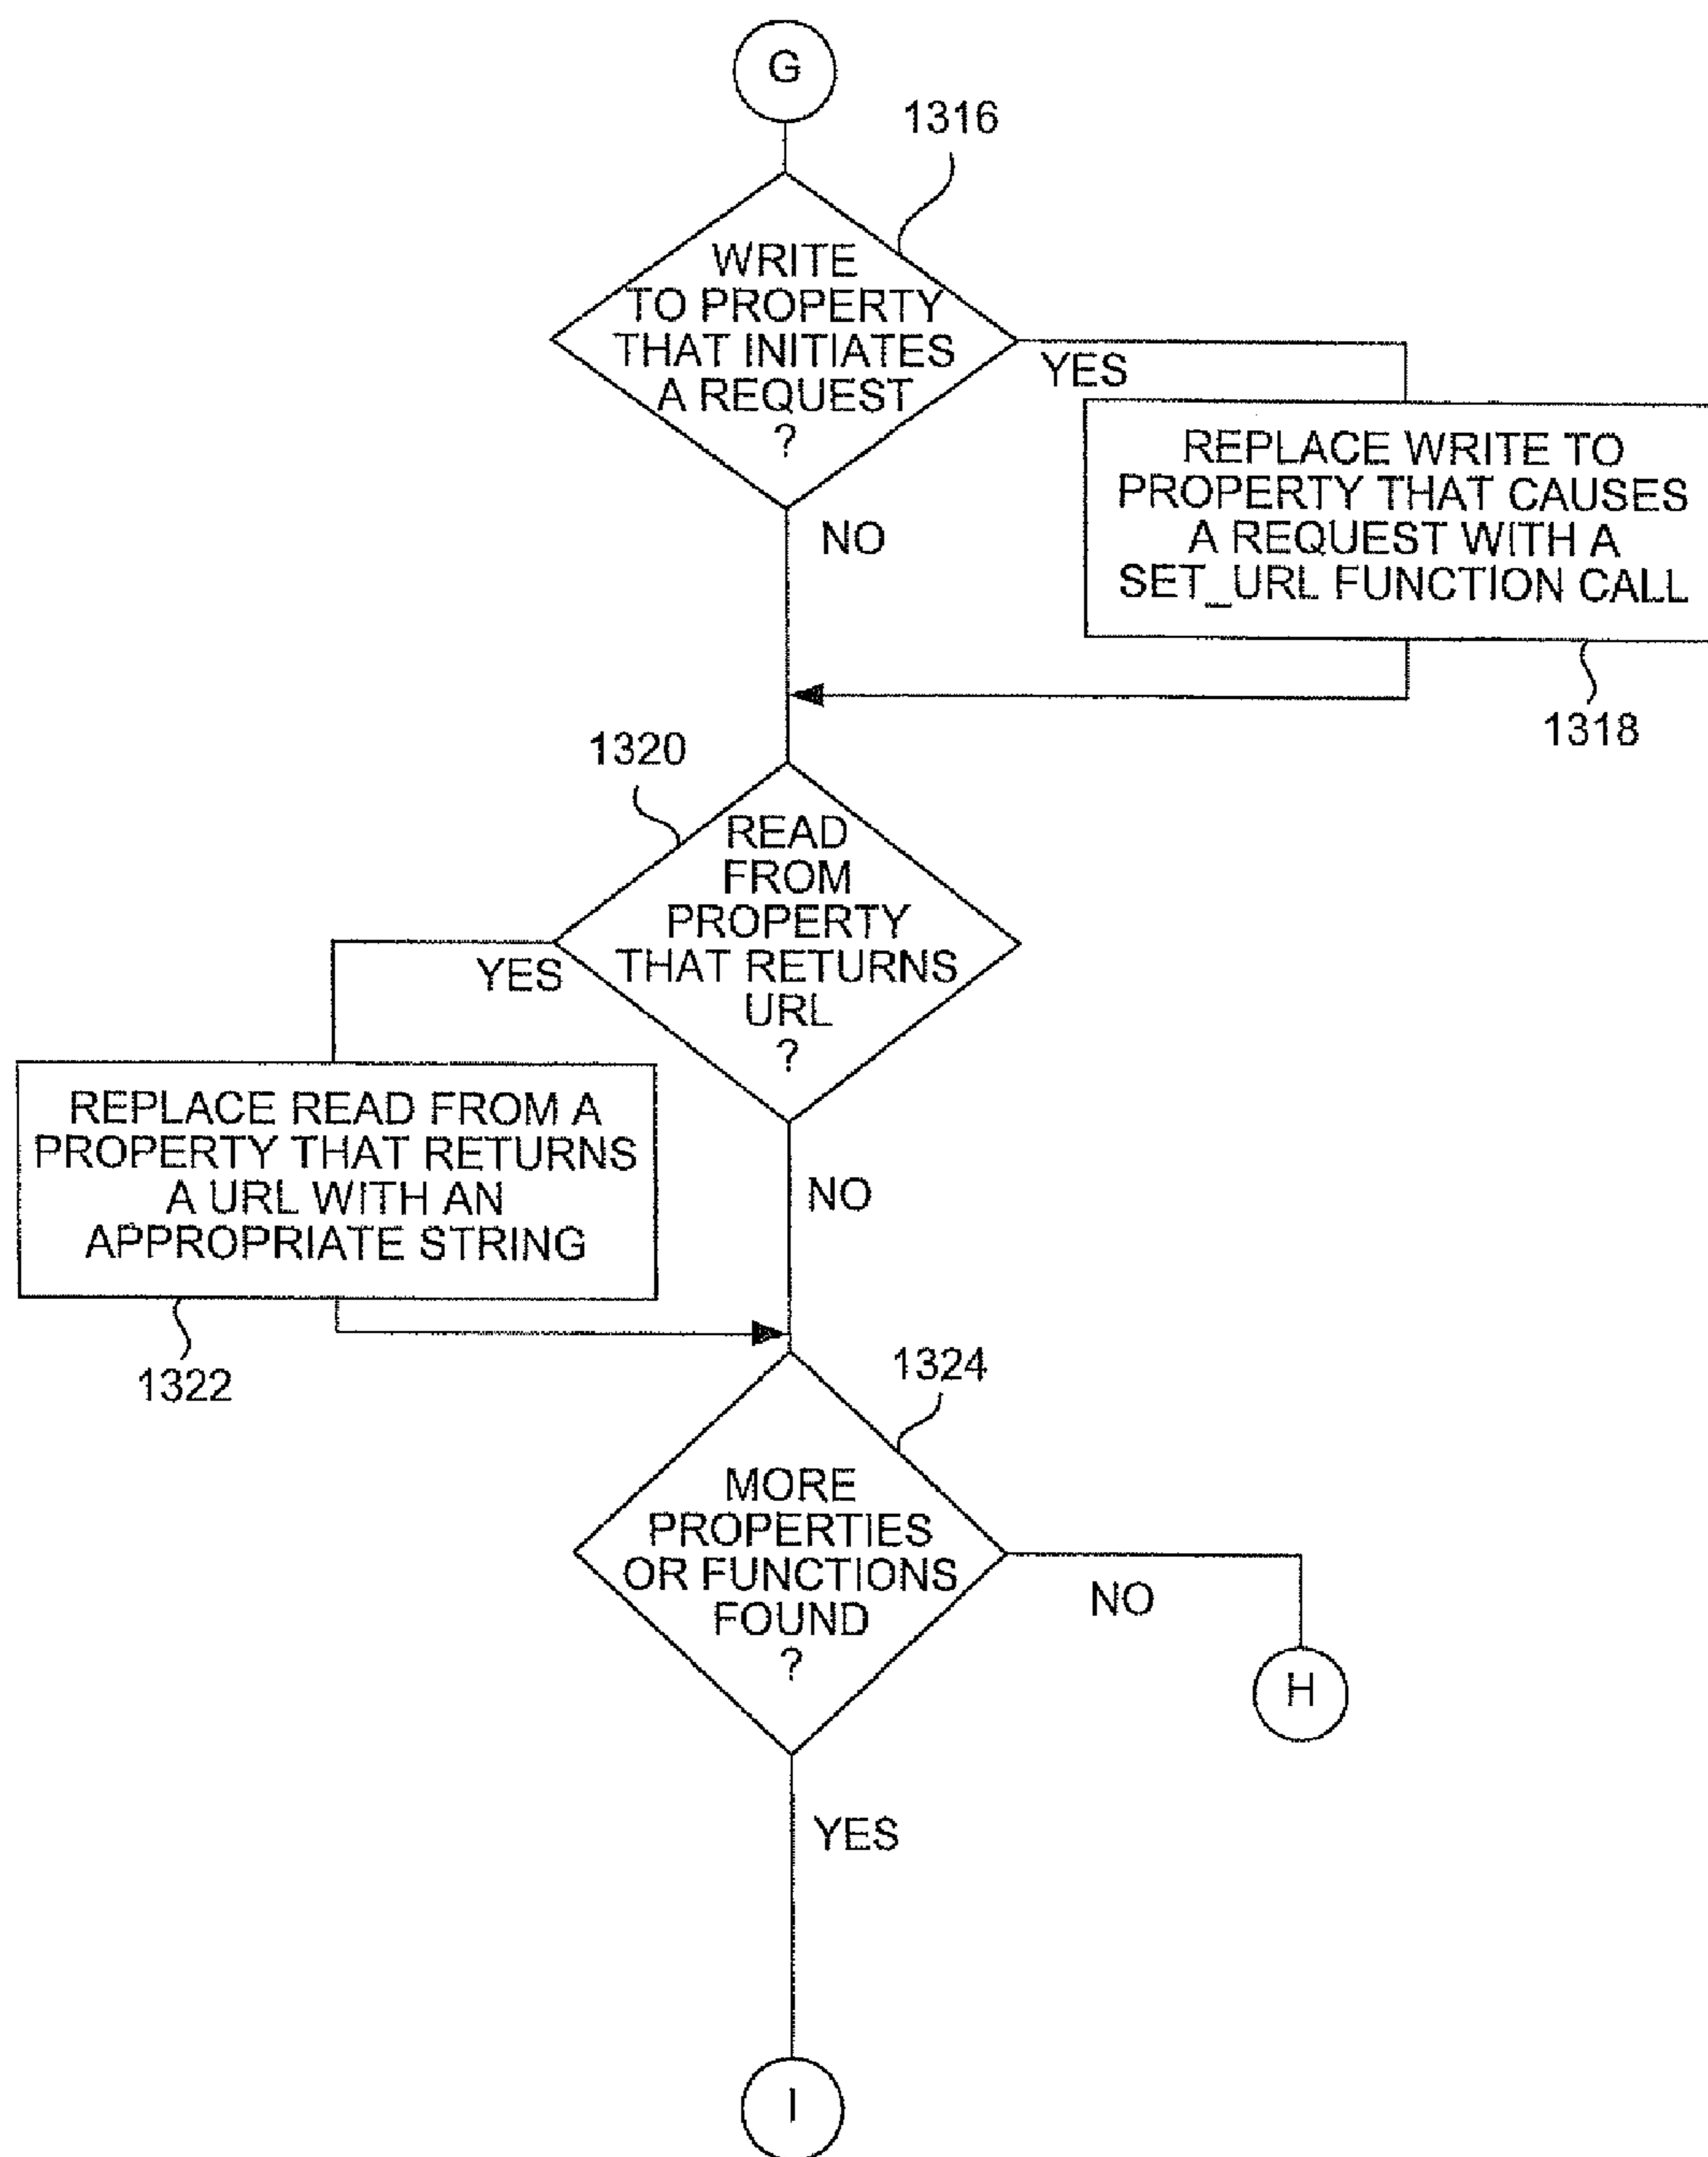 G
1316
WRITE
TO PROPERTY
THAT INITIATES
A REQUEST
?
YES
REPLACE WRITE TO
PROPERTY THAT CAUSES
A REQUEST WITH A
SET_URL FUNCTION CALL
NO
1318
1320
READ
FROM
PROPERTY
THAT RETURNS
URL
?
YES
REPLACE READ FROM A
PROPERTY THAT RETURNS
A URL WITH AN
APPROPRIATE STRING
NO
1322
1324
MORE
PROPERTIES
OR FUNCTIONS
FOUND
?
NO
H
YES
I